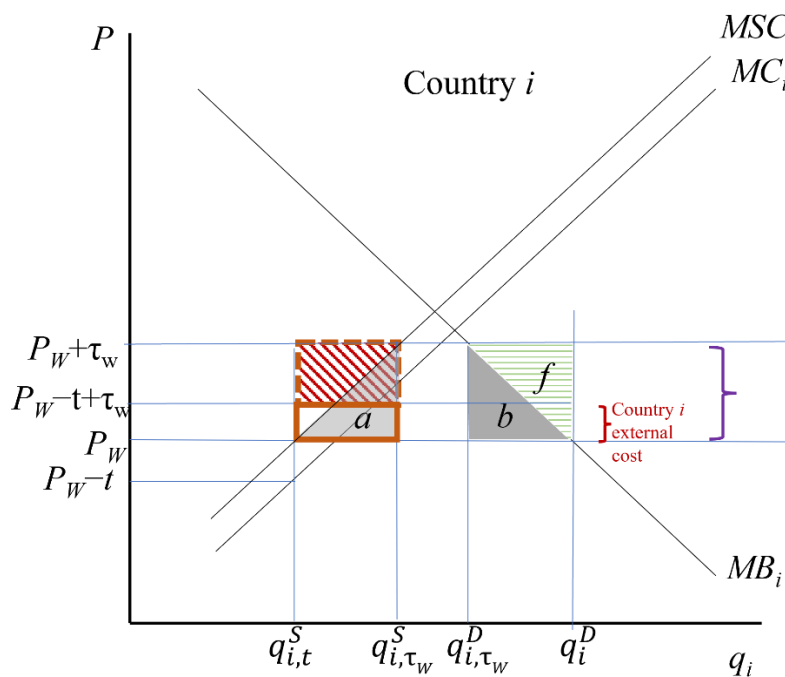 P
Country i
MSC
MC_i
P_W+τ_w
P_W−t+τ_w
P_W
P_W−t
a
b
f
Country i
external
cost
MB_i
q^S_{i,t}
q^S_{i,τ_W}
q^D_{i,τ_W}
q^D_i
q_i